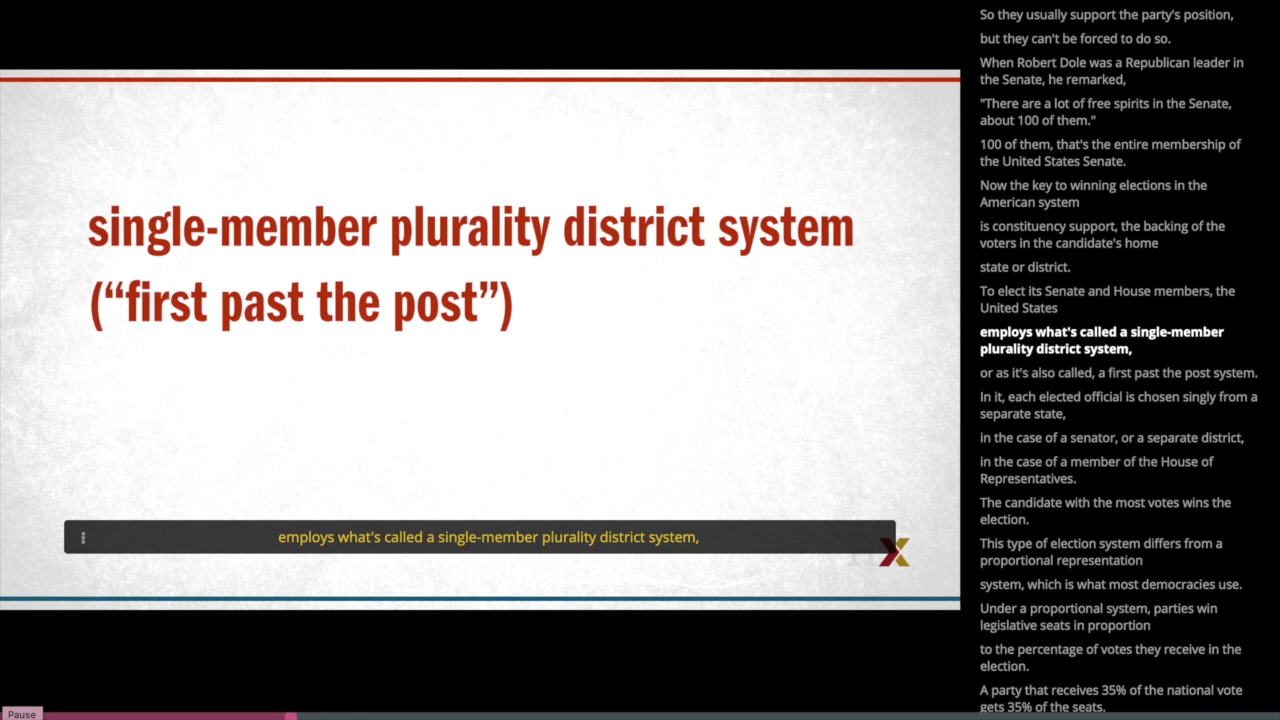 single-member plurality district system
(“first past the post”)
employs what's called a single-member plurality district system,
Pause
So they usually support the party's position,
but they can't be forced to do so.
When Robert Dole was a Republican leader in
the Senate, he remarked,
"There are a lot of free spirits in the Senate,
about 100 of them."
100 of them, that's the entire membership of
the United States Senate.
Now the key to winning elections in the
American system
is constituency support, the backing of the
voters in the candidate's home
state or district.
To elect its Senate and House members, the
United States
employs what's called a single-member
plurality district system,
or as it's also called, a first past the post system.
In it, each elected official is chosen singly from a
separate state,
in the case of a senator, or a separate district,
in the case of a member of the House of
Representatives.
The candidate with the most votes wins the
election.
This type of election system differs from a
proportional representation
system, which is what most democracies use.
Under a proportional system, parties win
legislative seats in proportion
to the percentage of votes they receive in the
election.
A party that receives 35% of the national vote
gets 35% of the seats.